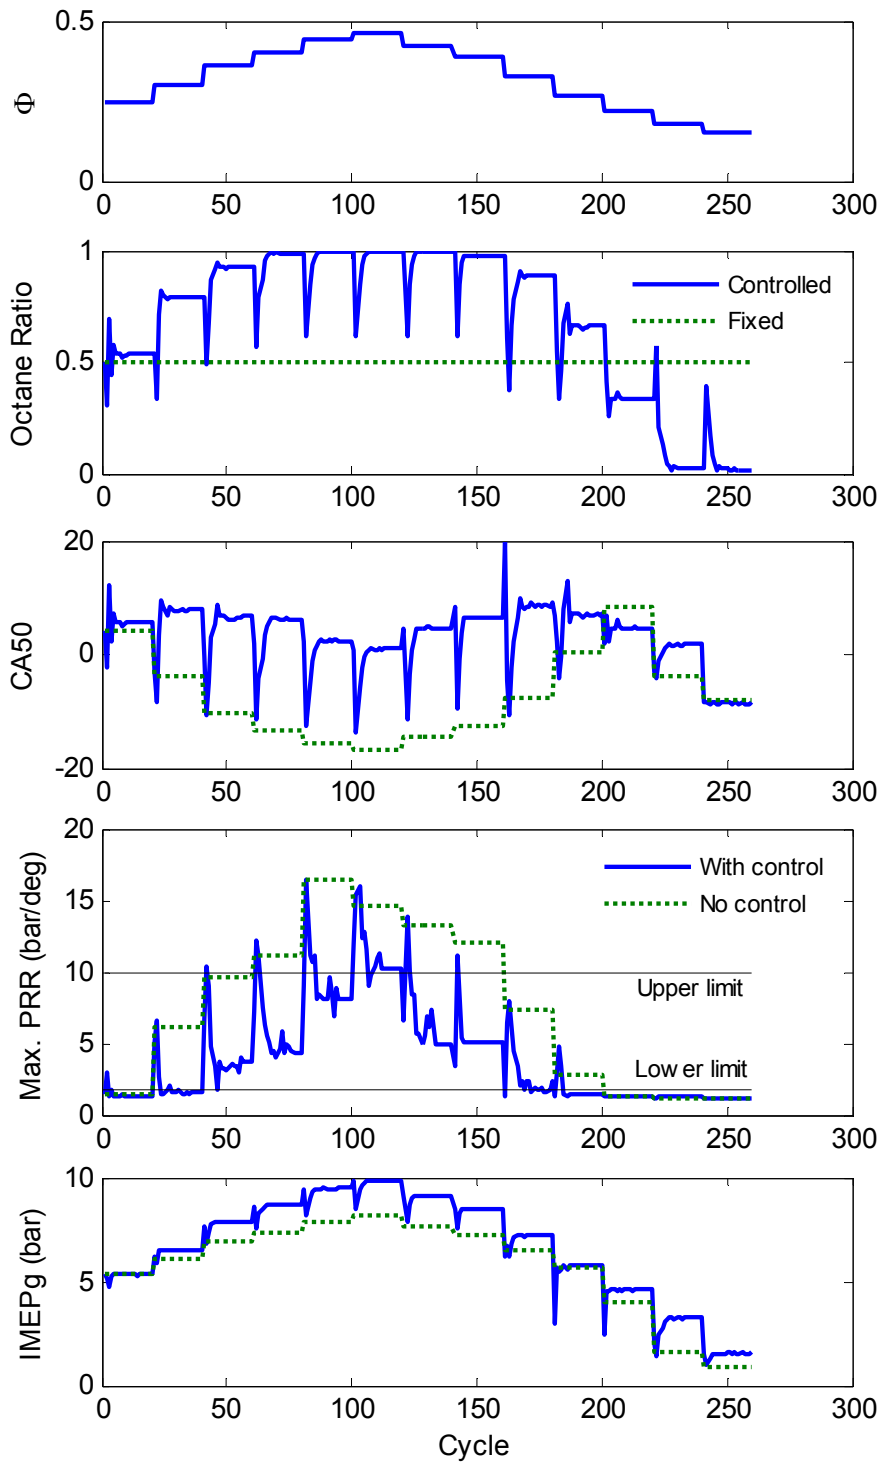 0.5
Φ
0
0 50 100 150 200 250 300
1
Controlled
Fixed
Octane Ratio
0.5
0
0 50 100 150 200 250 300
20
CA50
0
-20
0 50 100 150 200 250 300
20
With control
No control
Max. PRR (bar/deg)
15
10
Upper limit
5
Lower limit
0
0 50 100 150 200 250 300
10
IMEPg (bar)
5
0
0 50 100 150 200 250 300
Cycle